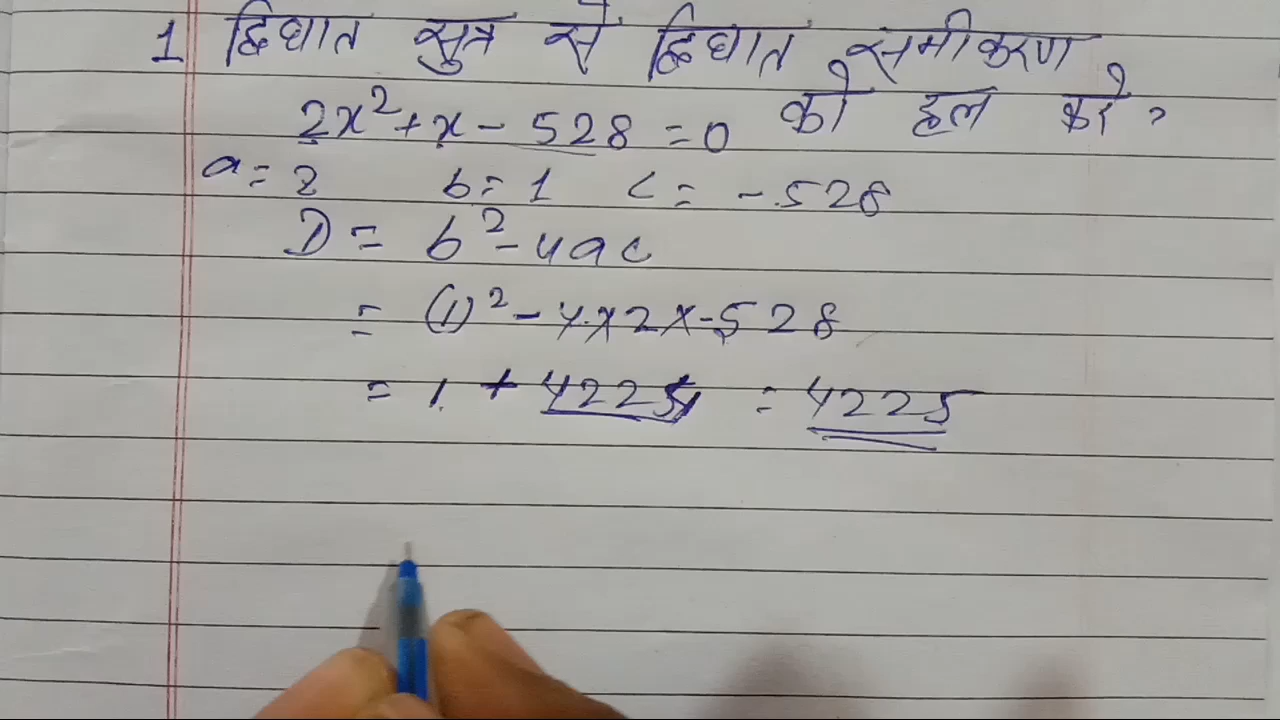 1 द्विघात सुत्र से द्विघात समीकरण
2x²+x-528=0 को हल करे ?
a=2 b=1 c=-528
D=b²-4ac
=(1)²-4×2×-528
=1+ =4225